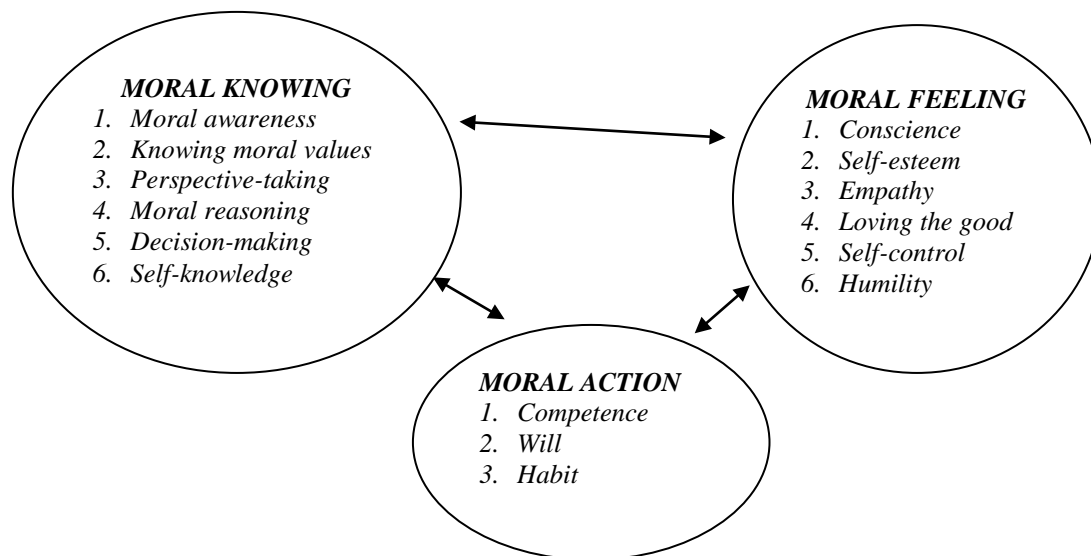 MORAL KNOWING
1. Moral awareness
2. Knowing moral values
3. Perspective-taking
4. Moral reasoning
5. Decision-making
6. Self-knowledge
MORAL FEELING
1. Conscience
2. Self-esteem
3. Empathy
4. Loving the good
5. Self-control
6. Humility
MORAL ACTION
1. Competence
2. Will
3. Habit